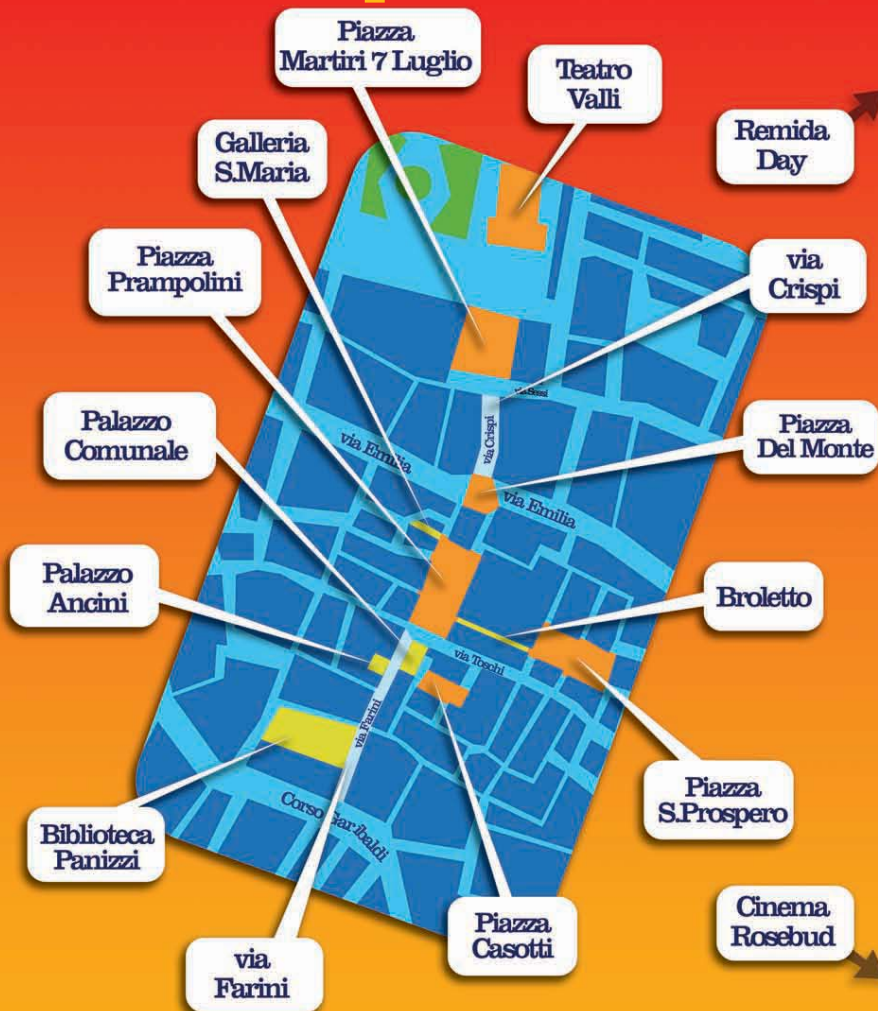 Piazza
Martiri 7 Luglio
Teatro
Valli
Remida
Day
Galleria
S.Maria
Piazza
Prampolini
via
Crispi
Palazzo
Comunale
Piazza
Del Monte
via Crispi
via Emilia
via Emilia
Palazzo
Ancini
Broletto
via Toschi
via Farini
Piazza
S.Prospero
Corso Garibaldi
Biblioteca
Panizzi
Piazza
Casotti
Cinema
Rosebud
via
Farini